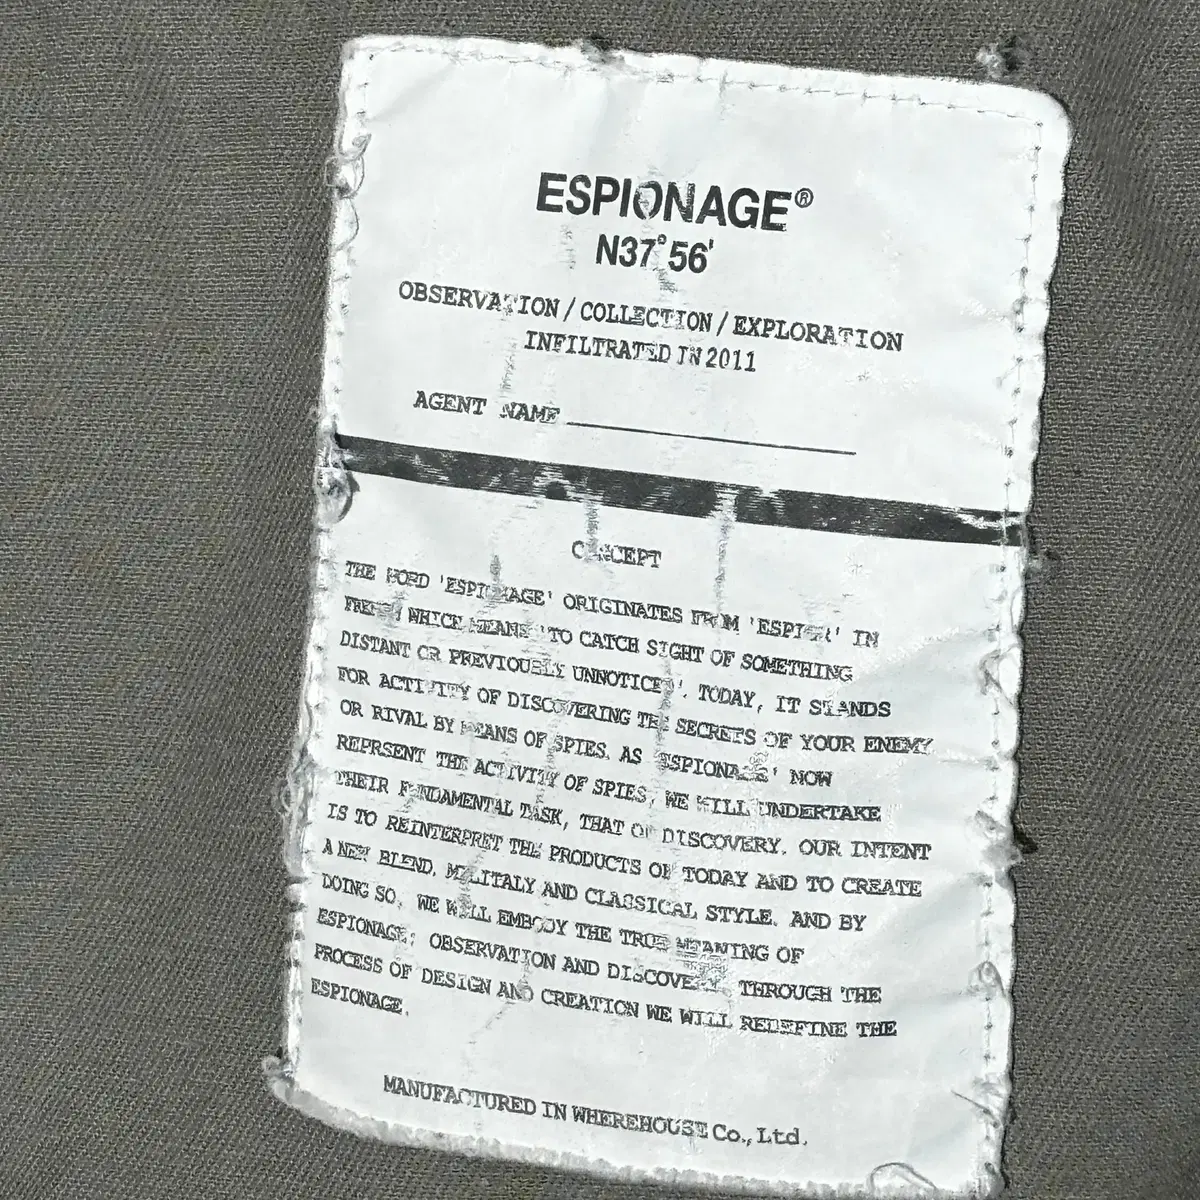 ESPIONAGE®
N37°56'
OBSERVATION / COLLECTION / EXPLORATION
INFILTRATED IN 2011
AGENT NAME
CONCEPT
THE WORD 'ESPIONAGE' ORIGINATES FROM 'ESPIER' IN
FRENCH WHICH MEANS 'TO CATCH SIGHT OF SOMETHING
DISTANT OR PREVIOUSLY UNNOTICED'. TODAY, IT STANDS
FOR ACTIVITY OF DISCOVERING THE SECRETS OF YOUR ENEMY
OR RIVAL BY MEANS OF SPIES. AS 'ESPIONAGE' NOW
REPRSENT THE ACTIVITY OF SPIES, WE WILL UNDERTAKE
THEIR FUNDAMENTAL TASK, THAT OF DISCOVERY. OUR INTENT
IS TO REINTERPRET THE PRODUCTS OF TODAY AND TO CREATE
A NEW BLEND, MILITALY AND CLASSICAL STYLE. AND BY
DOING SO, WE WILL EMBODY THE TRUE MEANING OF
ESPIONAGE: OBSERVATION AND DISCOVERY. THROUGH THE
PROCESS OF DESIGN AND CREATION WE WILL REDEFINE THE
ESPIONAGE.
MANUFACTURED IN WHEREHOUSE Co., Ltd.